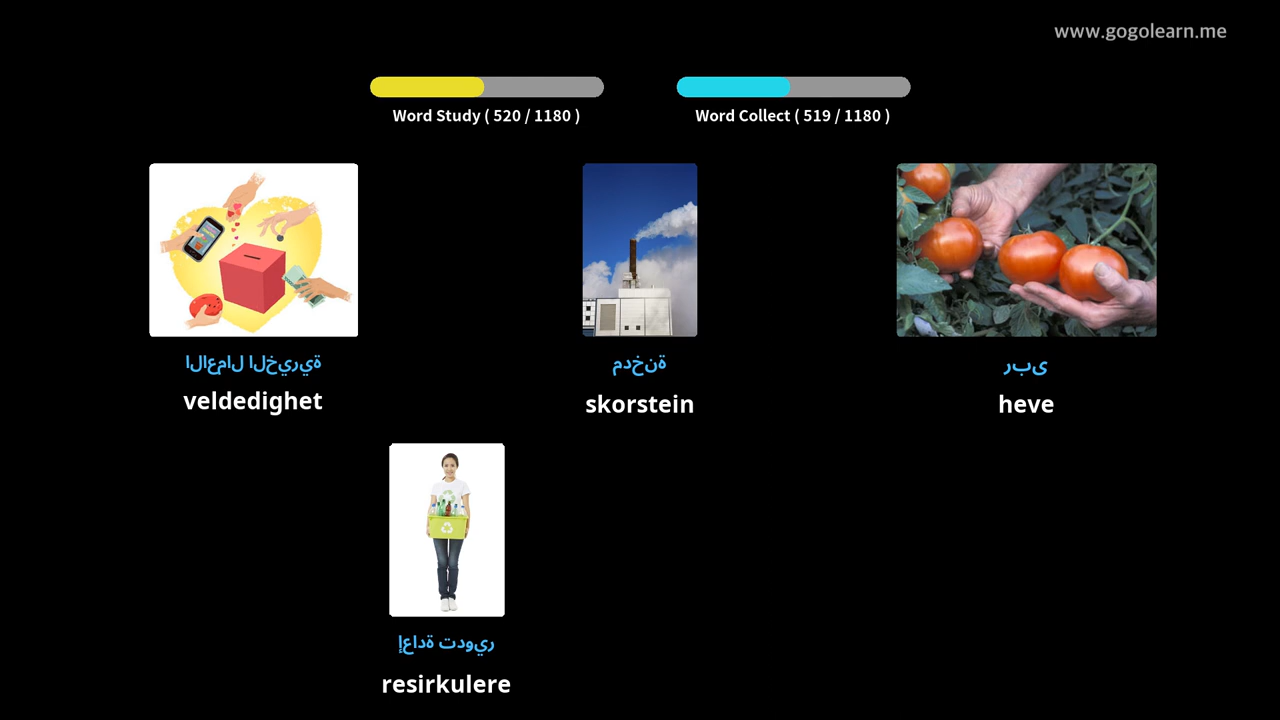 www.gogolearn.me
Word Study ( 520 / 1180 )
Word Collect ( 519 / 1180 )
الاعمال الخيرية
veldedighet
مدخنة
skorstein
ربى
heve
إعادة تدوير
resirkulere